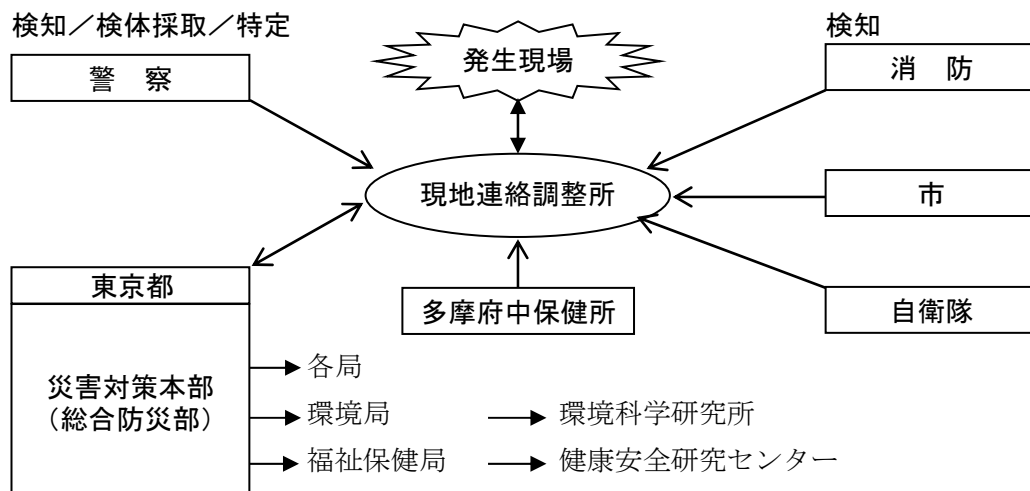 検知／検体採取／特定
警　察
発生現場
検知
消　防
現地連絡調整所
市
東京都
多摩府中保健所
自衛隊
災害対策本部
（総合防災部）
各局
環境局
環境科学研究所
福祉保健局
健康安全研究センター